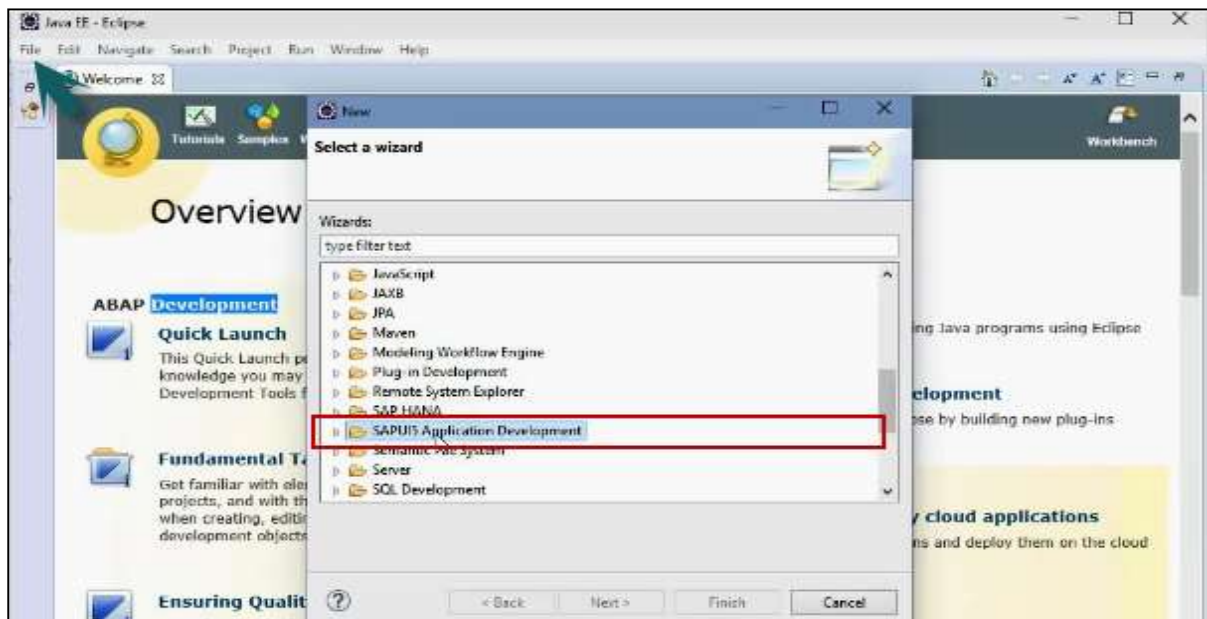 Java EE - Eclipse
File Edit Navigate Search Project Run Window Help
Welcome
Tutorials Samples W
Workbench
New
Select a wizard
Overview
Wizards:
type filter text
JavaScript
JAXB
JPA
Maven
Modeling Workflow Engine
Plug-in Development
Remote System Explorer
SAP HANA
SAPUI5 Application Development
Server
SQL Development
ABAP Development
Quick Launch
This Quick Launch p
knowledge you may
Development Tools f
Fundamental Ta
Get familiar with ele
projects, and with th
when creating, editi
development objects
Ensuring Qualit
ing Java programs using Eclipse
elopment
pse by building new plug-ins
y cloud applications
ns and deploy them on the cloud
? < Back Next > Finish Cancel